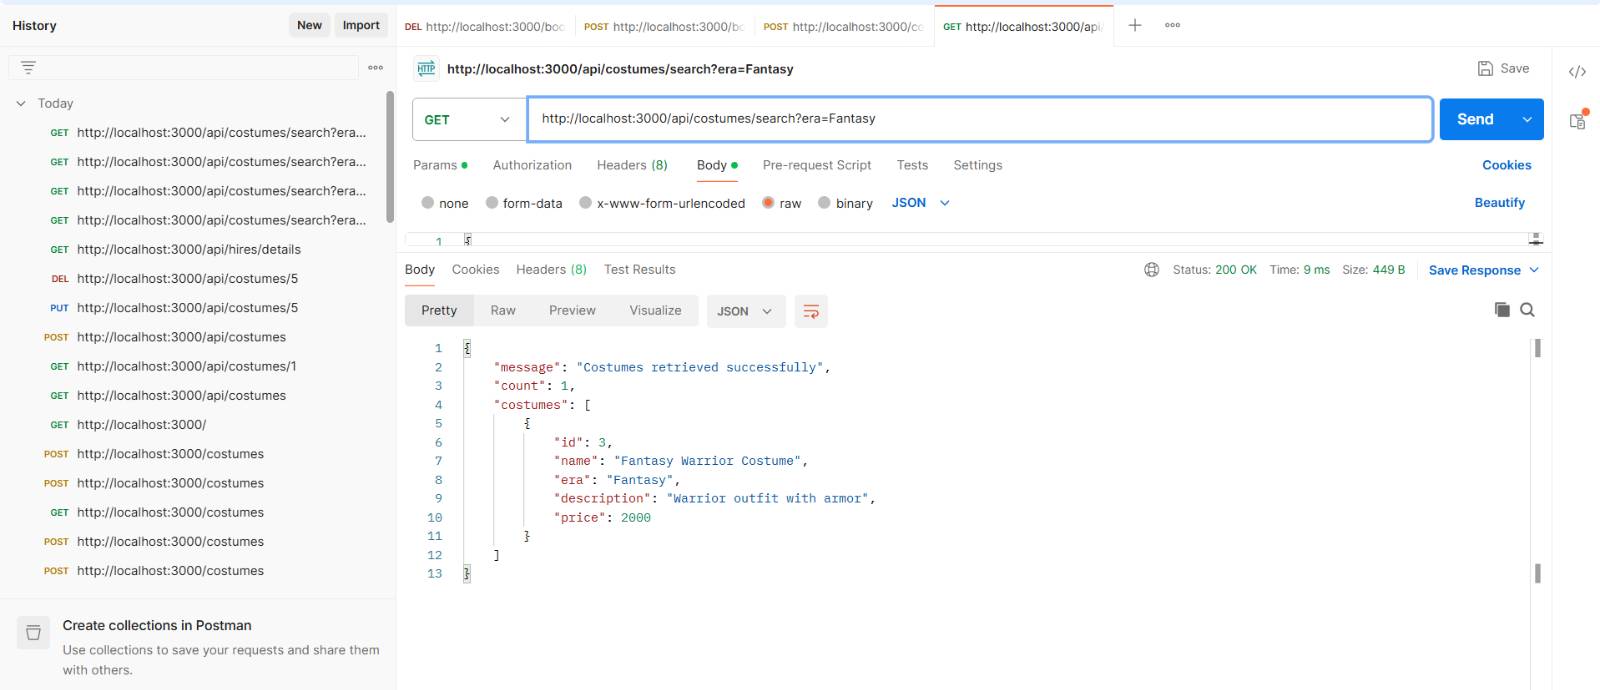 History
New
Import
Today
GET http://localhost:3000/api/costumes/search?era...
GET http://localhost:3000/api/costumes/search?era...
GET http://localhost:3000/api/costumes/search?era...
GET http://localhost:3000/api/costumes/search?era...
GET http://localhost:3000/api/hires/details
DEL http://localhost:3000/api/costumes/5
PUT http://localhost:3000/api/costumes/5
POST http://localhost:3000/api/costumes
GET http://localhost:3000/api/costumes/1
GET http://localhost:3000/api/costumes
GET http://localhost:3000/
POST http://localhost:3000/costumes
POST http://localhost:3000/costumes
GET http://localhost:3000/costumes
POST http://localhost:3000/costumes
POST http://localhost:3000/costumes
Create collections in Postman
Use collections to save your requests and share them
with others.
DEL http://localhost:3000/boo
POST http://localhost:3000/bo
POST http://localhost:3000/co
GET http://localhost:3000/api/
HTTP http://localhost:3000/api/costumes/search?era=Fantasy
Save
GET http://localhost:3000/api/costumes/search?era=Fantasy
Send
Params Authorization Headers (8) Body Pre-request Script Tests Settings Cookies
none form-data x-www-form-urlencoded raw binary JSON Beautify
1 {
Body Cookies Headers (8) Test Results Status: 200 OK Time: 9 ms Size: 449 B Save Response
Pretty Raw Preview Visualize JSON
1 {
2 "message": "Costumes retrieved successfully",
3 "count": 1,
4 "costumes": [
5 {
6 "id": 3,
7 "name": "Fantasy Warrior Costume",
8 "era": "Fantasy",
9 "description": "Warrior outfit with armor",
10 "price": 2000
11 }
12 ]
13 }